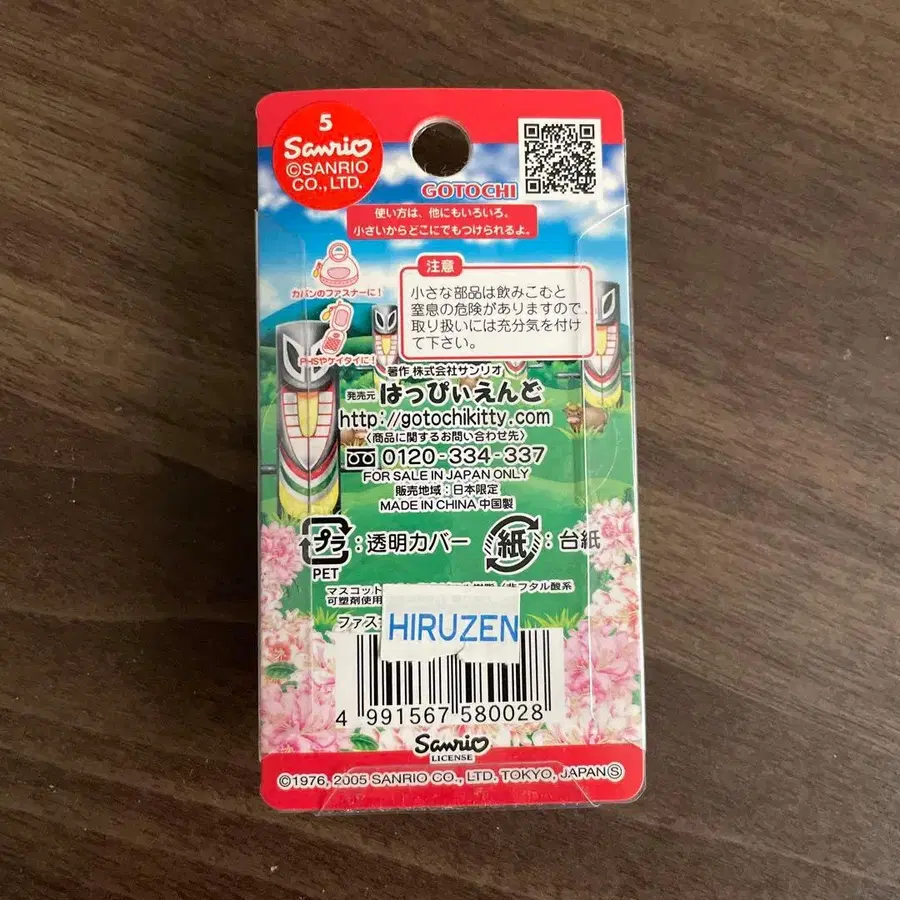 5
Sanrio
©SANRIO
CO., LTD.
GOTOCHI
使い方は、他にもいろいろ。
小さいからどこにでもつけられるよ。
カバンのファスナーに!
PHSやケイタイに!
注意
小さな部品は飲みこむと
窒息の危険がありますので、
取り扱いには充分気を付け
て下さい。
著作 株式会社サンリオ
発売元 はっぴぃえんど
http://gotochikitty.com
〈商品に関するお問い合わせ先〉
0120-334-337
FOR SALE IN JAPAN ONLY
販売地域:日本限定
MADE IN CHINA 中国製
プラ:透明カバー 紙:台紙
PET
マスコット
非フタル酸系
可塑剤使用
ファス
HIRUZEN
4 991567 580028
Sanrio
LICENSE
©1976, 2005 SANRIO CO., LTD. TOKYO, JAPAN Ⓢ